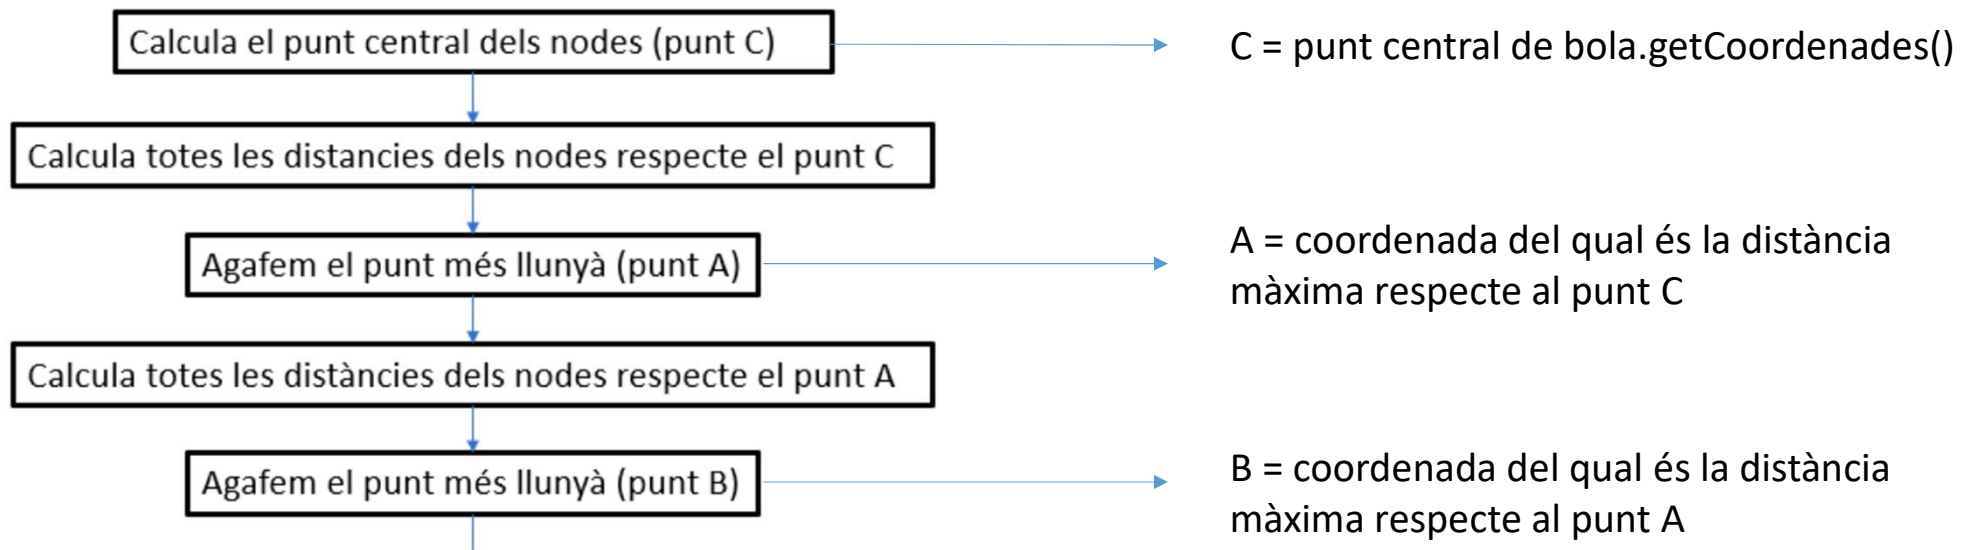 Calcula el punt central dels nodes (punt C)
C = punt central de bola.getCoordenades()
Calcula totes les distancies dels nodes respecte el punt C
Agafem el punt més llunyà (punt A)
A = coordenada del qual és la distància
màxima respecte al punt C
Calcula totes les distàncies dels nodes respecte el punt A
Agafem el punt més llunyà (punt B)
B = coordenada del qual és la distància
màxima respecte al punt A